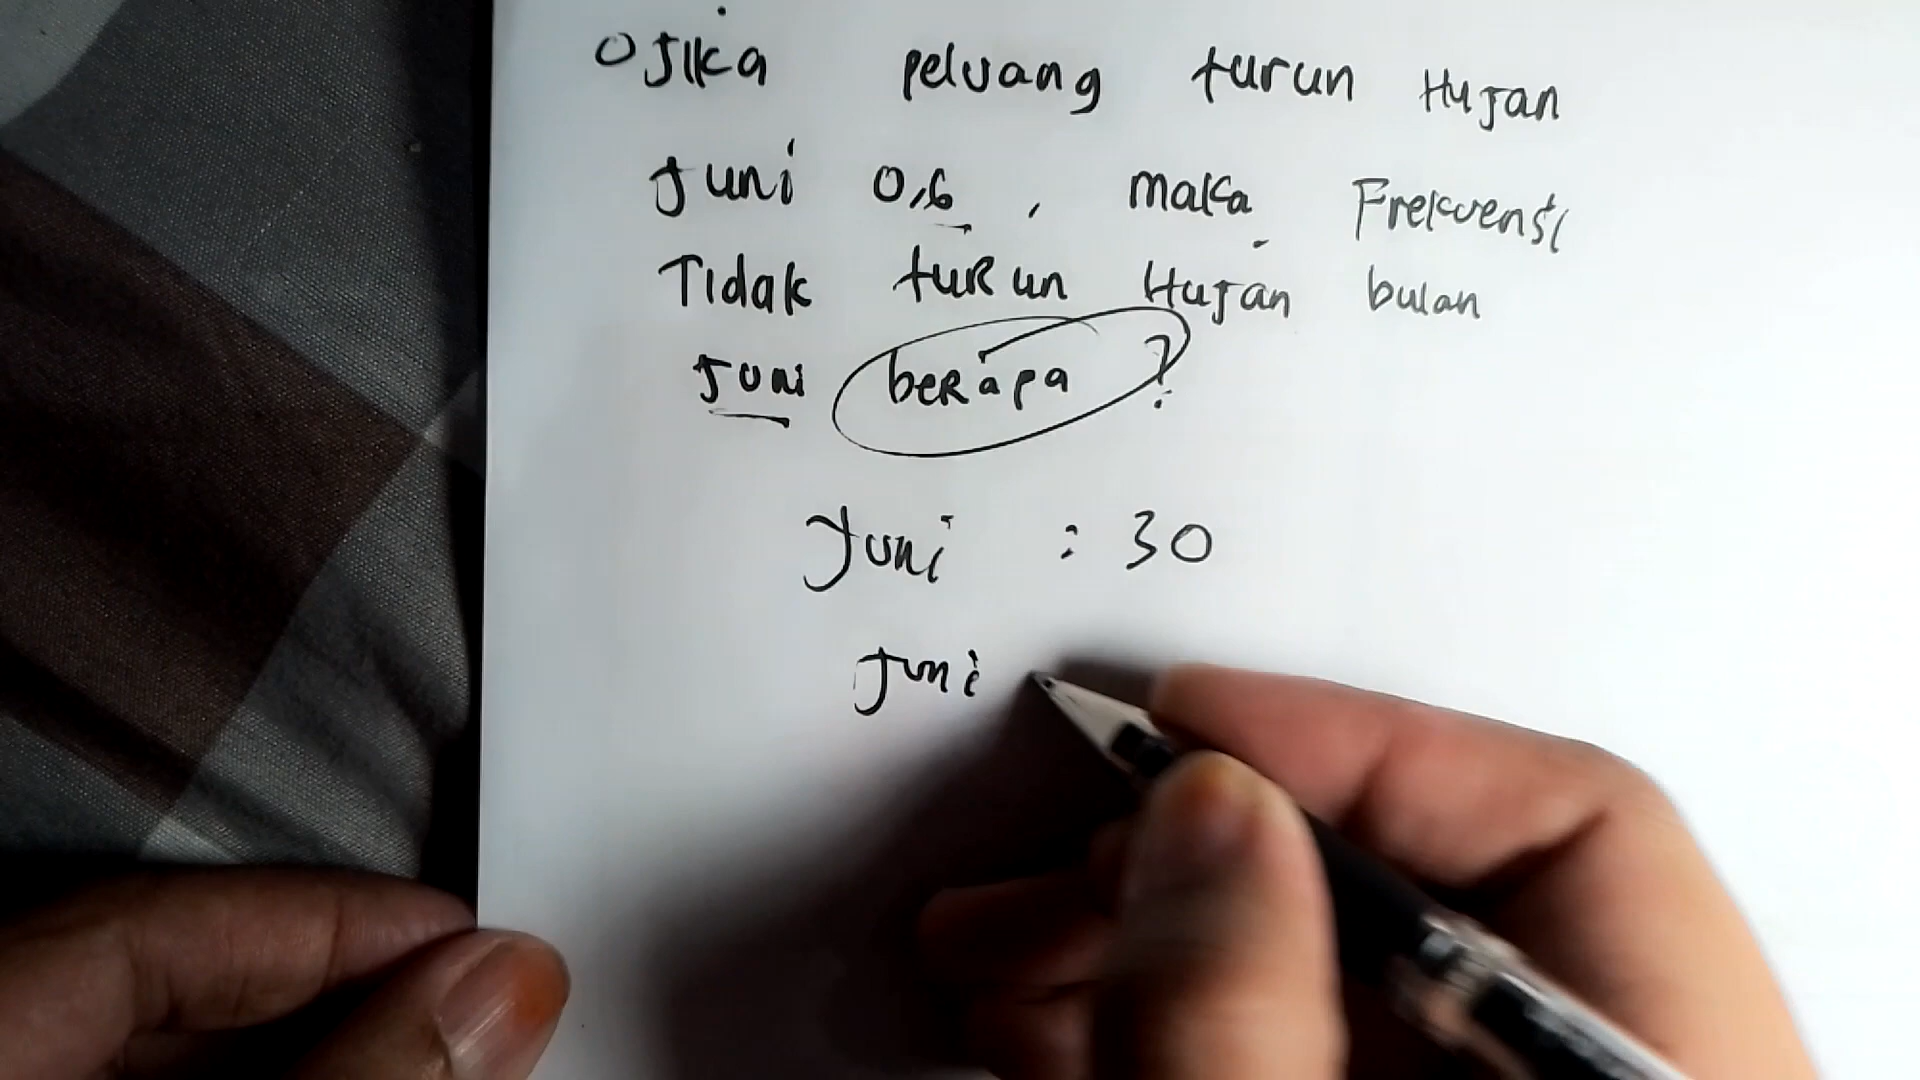 Jika peluang turun Hujan
Juni 0,6, maka Frekuensi
Tidak tuRun Hujan bulan
Juni beRapa ?
Juni : 30
Juni